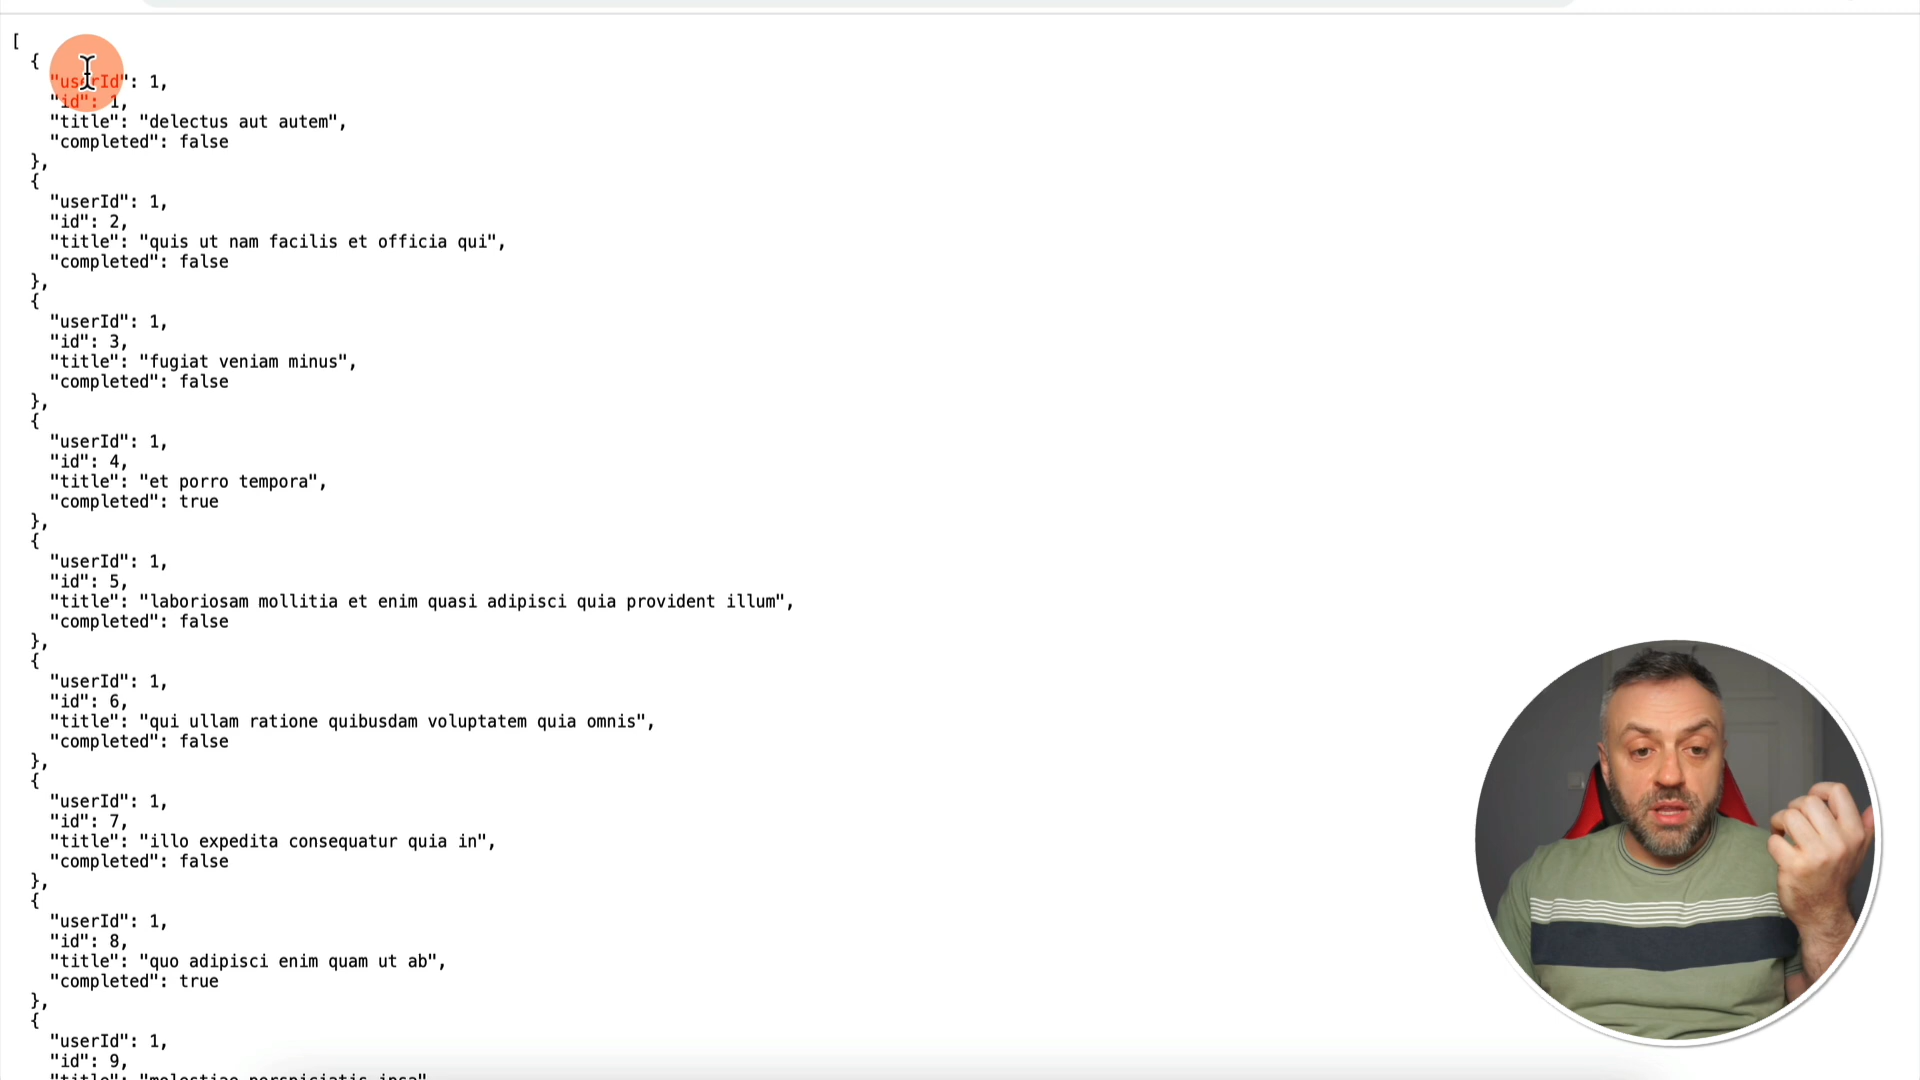 [
{
"userId": 1,
"id": 1,
"title": "delectus aut autem",
"completed": false
},
{
"userId": 1,
"id": 2,
"title": "quis ut nam facilis et officia qui",
"completed": false
},
{
"userId": 1,
"id": 3,
"title": "fugiat veniam minus",
"completed": false
},
{
"userId": 1,
"id": 4,
"title": "et porro tempora",
"completed": true
},
{
"userId": 1,
"id": 5,
"title": "laboriosam mollitia et enim quasi adipisci quia provident illum",
"completed": false
},
{
"userId": 1,
"id": 6,
"title": "qui ullam ratione quibusdam voluptatem quia omnis",
"completed": false
},
{
"userId": 1,
"id": 7,
"title": "illo expedita consequatur quia in",
"completed": false
},
{
"userId": 1,
"id": 8,
"title": "quo adipisci enim quam ut ab",
"completed": true
},
{
"userId": 1,
"id": 9,
"title": "molestiae perspiciatis ipsa"